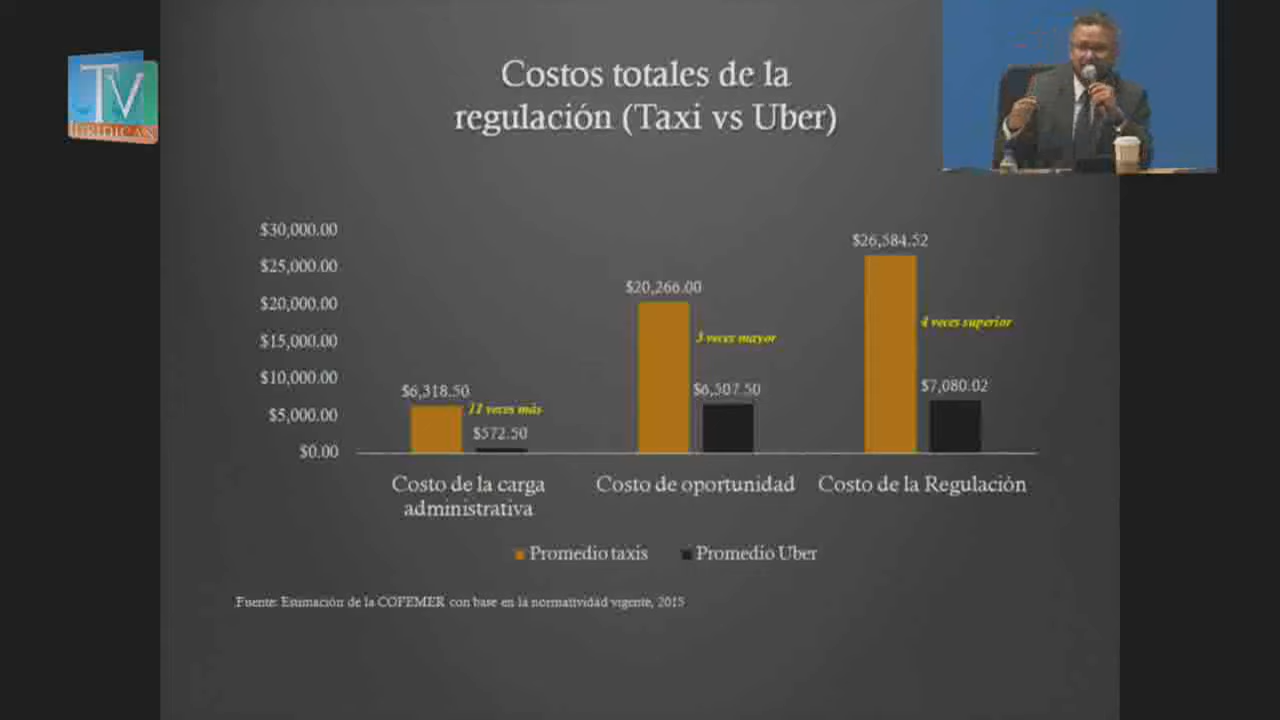 TV
JURIDICAS
Costos totales de la
regulación (Taxi vs Uber)
$30,000.00
$25,000.00
$20,000.00
$15,000.00
$10,000.00
$5,000.00
$0.00
$6,318.50
11 veces más
$572.50
$20,266.00
3 veces mayor
$6,507.50
$26,584.52
4 veces superior
$7,080.02
Costo de la carga
administrativa
Costo de oportunidad
Costo de la Regulación
Promedio taxis
Promedio Uber
Fuente: Estimación de la COFEMER con base en la normatividad vigente, 2015